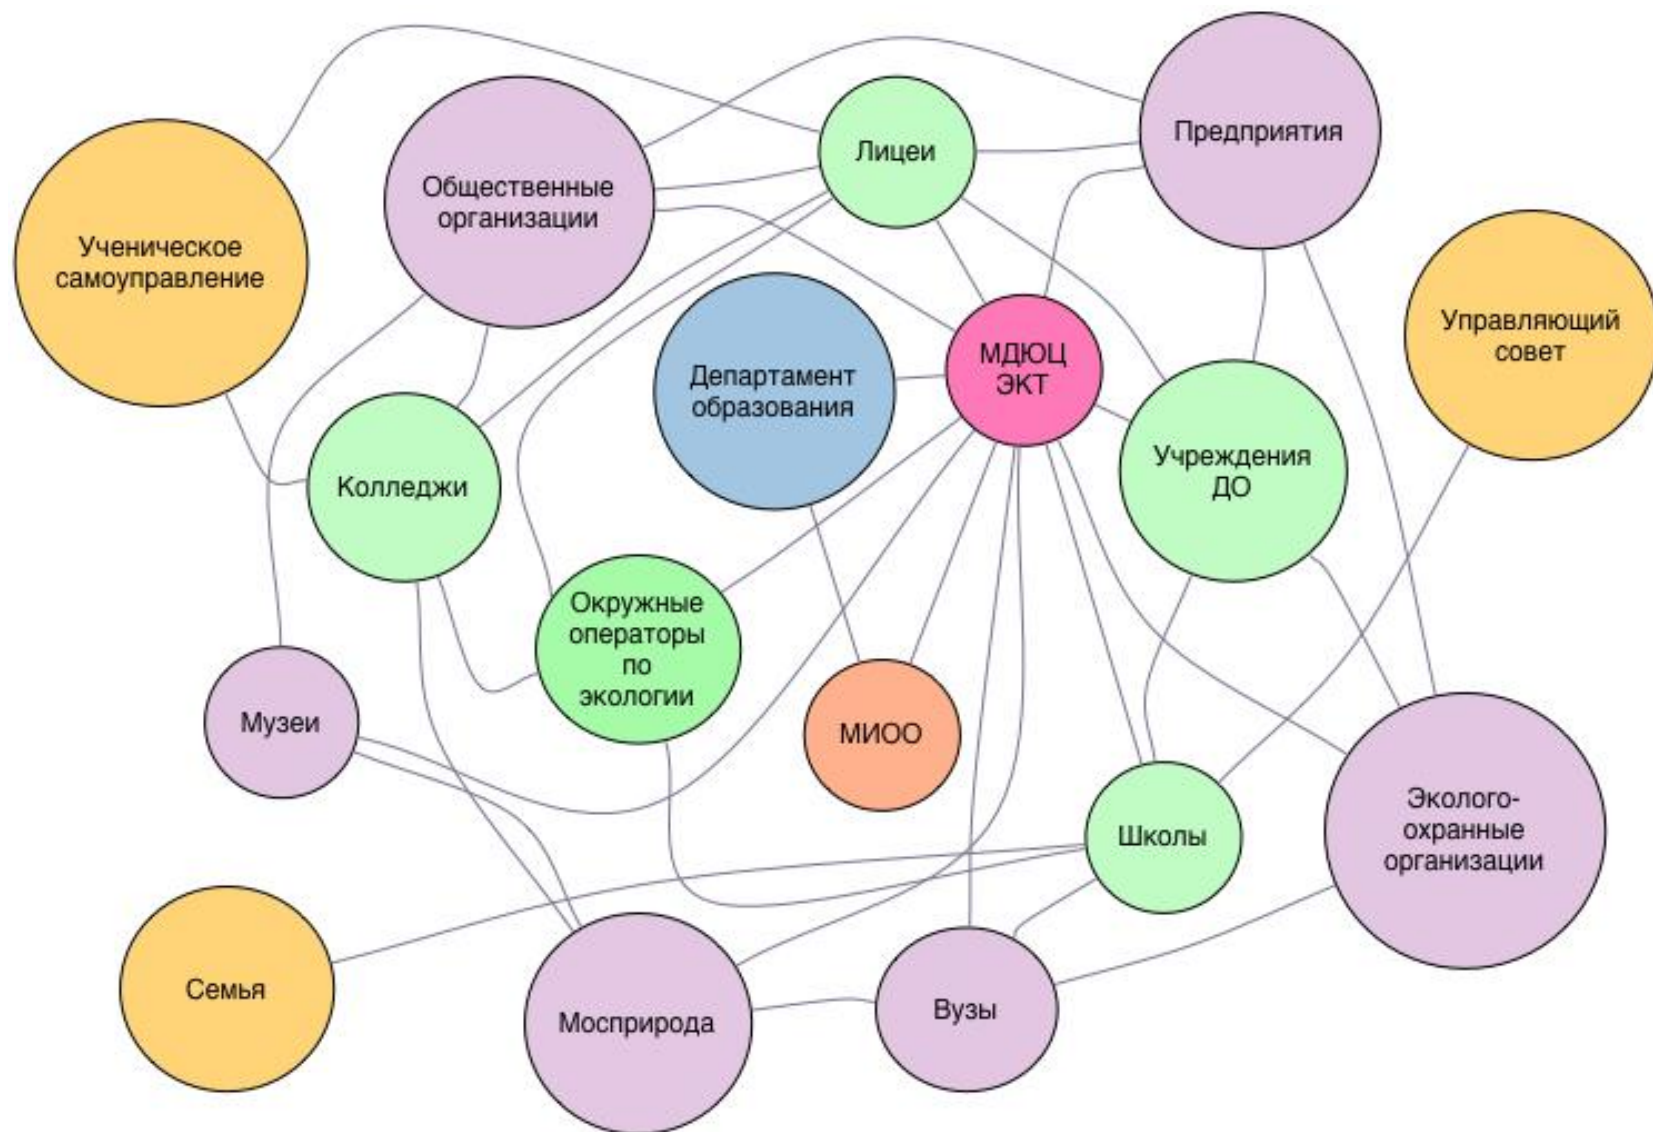 Лицеи
Предприятия
Общественные
организации
Ученическое
самоуправление
Управляющий
совет
МДЮЦ
ЭКТ
Департамент
образования
Учреждения
ДО
Колледжи
Окружные
операторы
по
экологии
Музеи
МИОО
Школы
Эколого-
охранные
организации
Семья
Мосприрода
Вузы